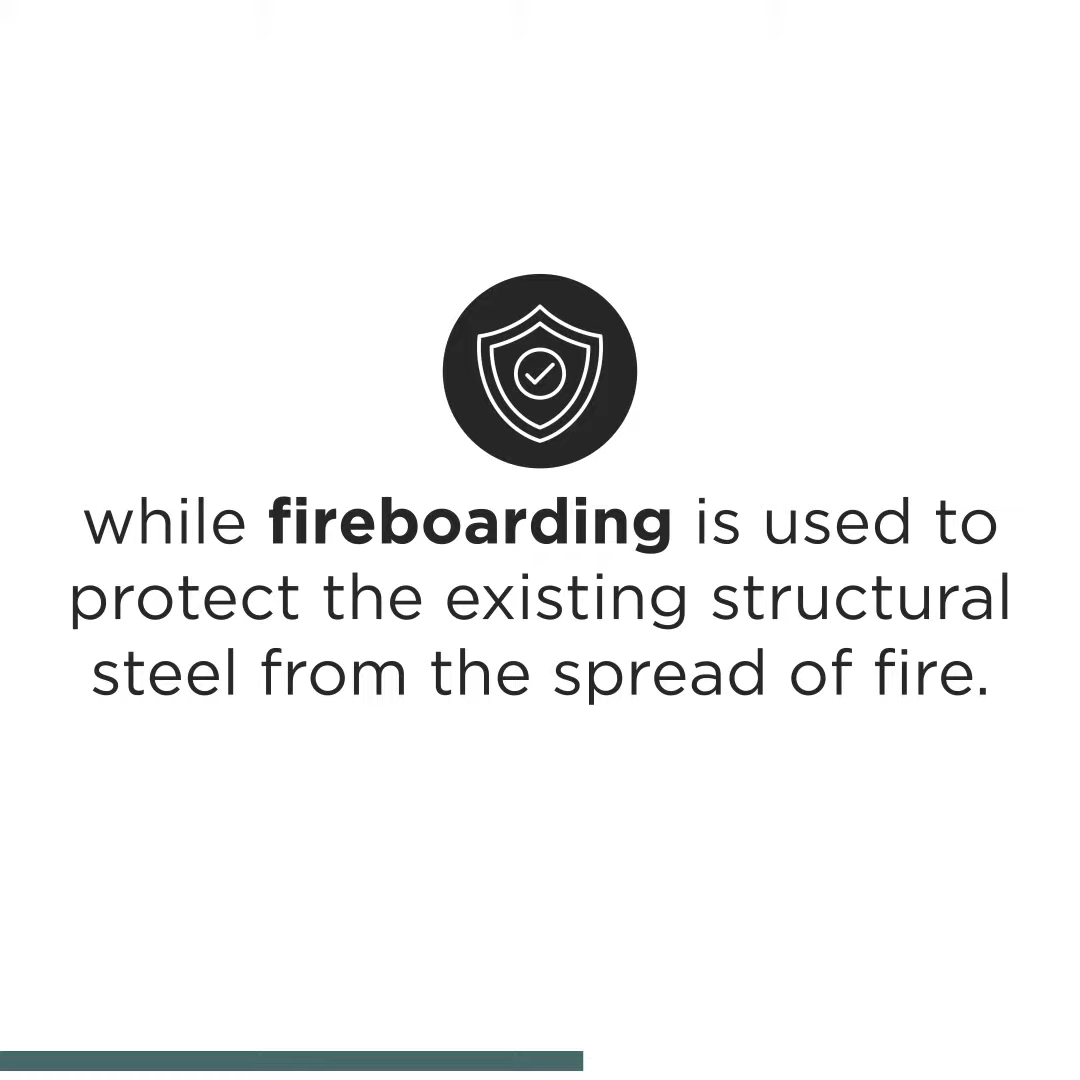 while fireboarding is used to
protect the existing structural
steel from the spread of fire.